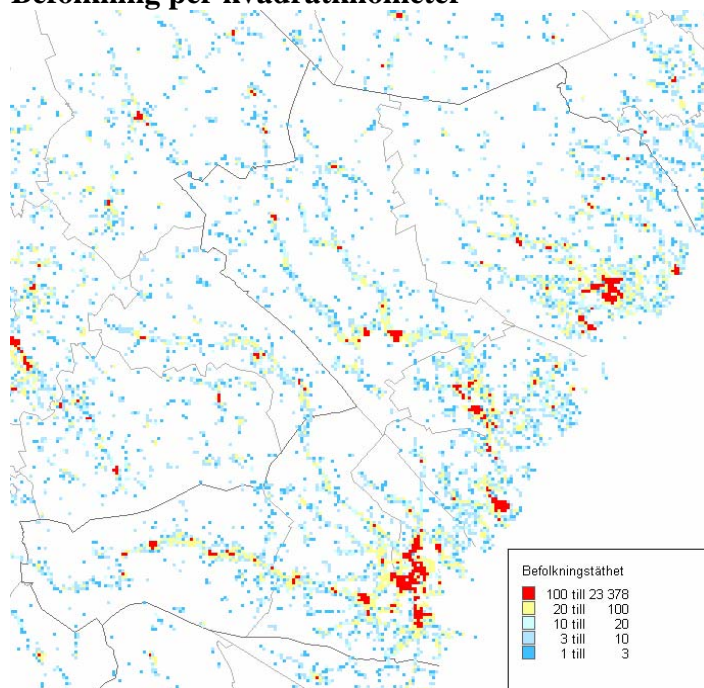 Befolkning per kvadratkilometer
Befolkningstäthet
100 till 23 378
20 till 100
10 till 20
3 till 10
1 till 3